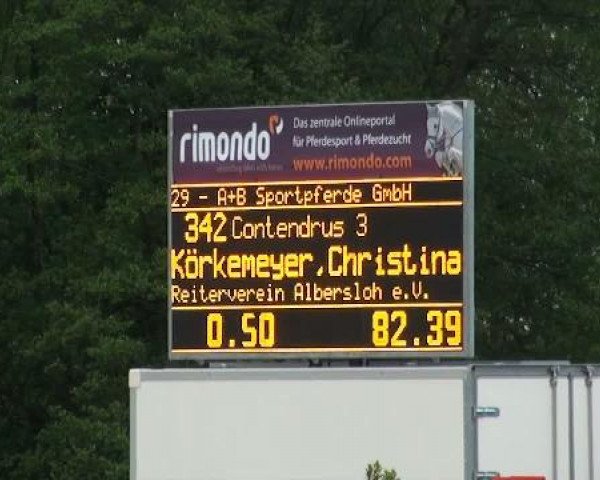 rimondo
Das zentrale Onlineportal
für Pferdesport & Pferdezucht
www.rimondo.com
29 - A+B Sportpferde GmbH
342 Contendrus 3
Körkemeyer,Christina
Reiterverein Albersloh e.V.
0.50 82.39